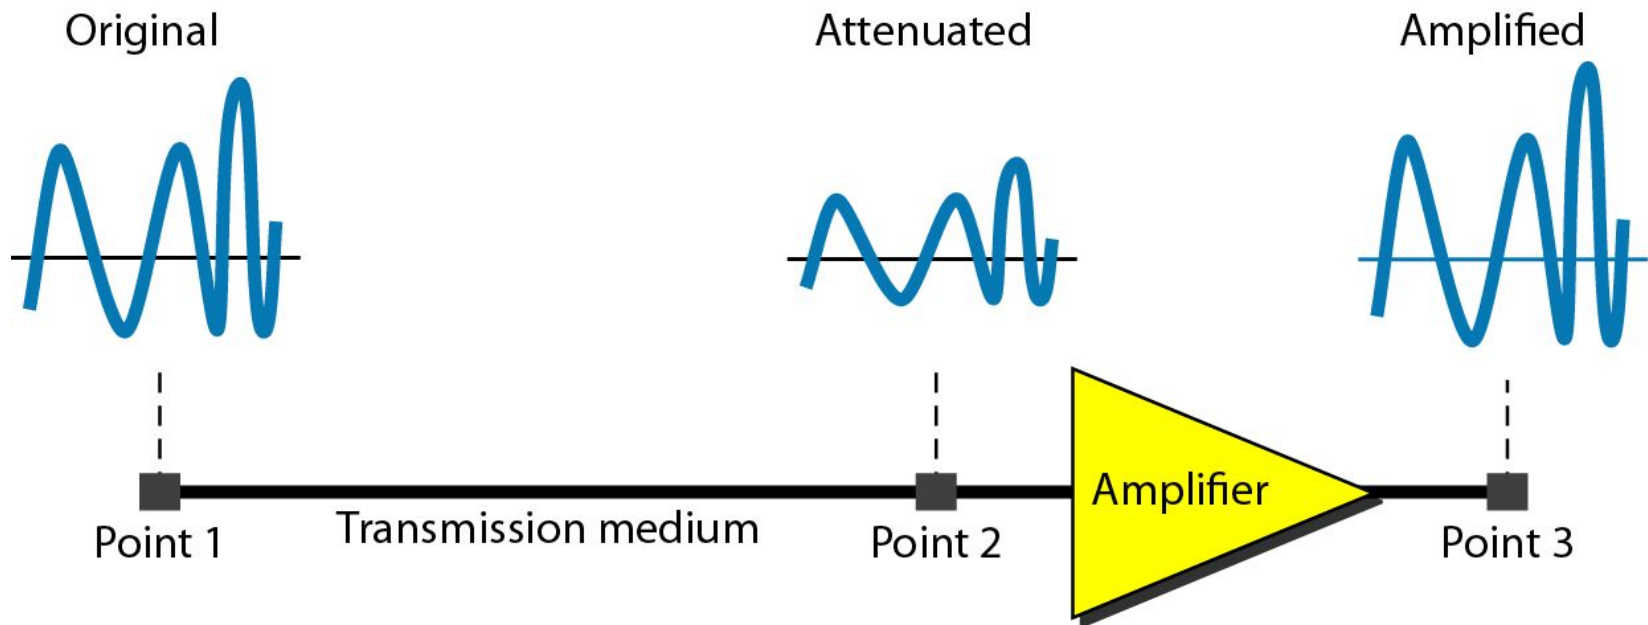 Original
Attenuated
Amplified
Amplifier
Transmission medium
Point 1
Point 2
Point 3